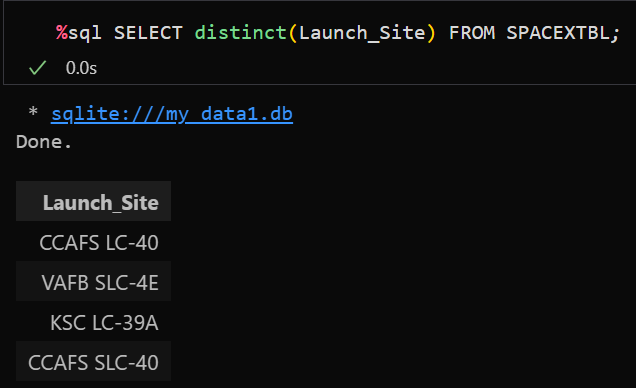 %sql SELECT distinct(Launch_Site) FROM SPACEXTBL;
0.0s
* sqlite:///my_data1.db
Done.
Launch_Site
CCAFS LC-40
VAFB SLC-4E
KSC LC-39A
CCAFS SLC-40